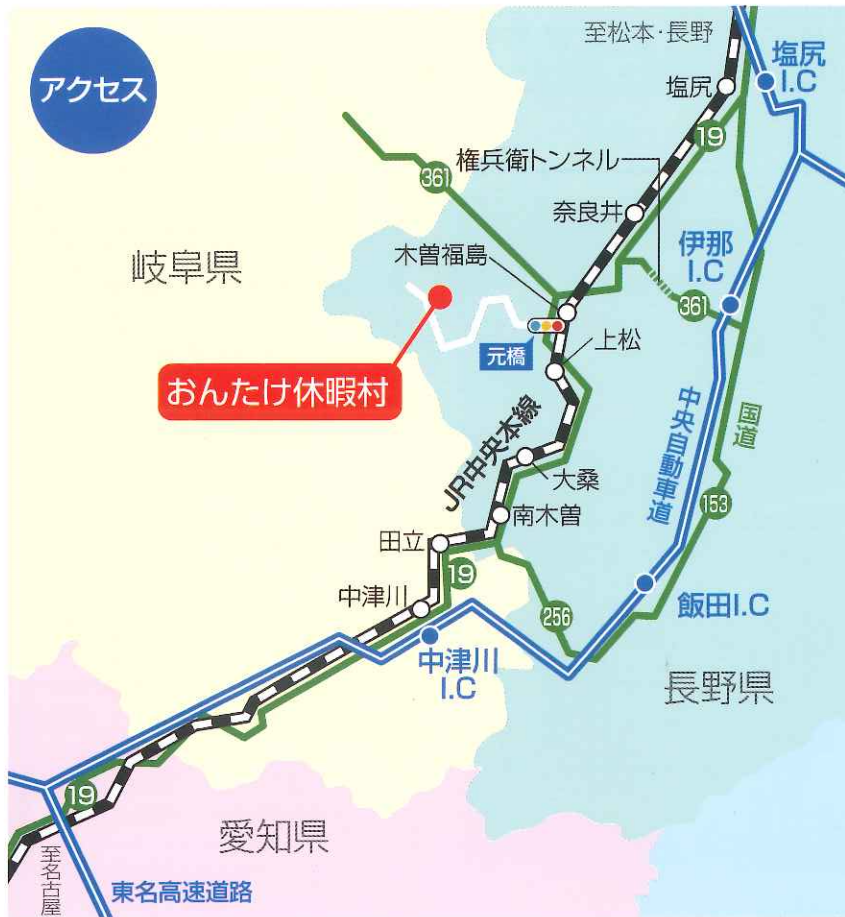 アクセス
至松本・長野
塩尻
I.C
塩尻
19
権兵衛トンネル
361
奈良井
木曽福島
伊那
I.C
岐阜県
361
元橋
上松
おんたけ休暇村
JR中央本線
中央自動車道
国道
大桑
153
南木曽
田立
19
中津川
256
飯田I.C
中津川
I.C
長野県
19
愛知県
至名古屋
東名高速道路